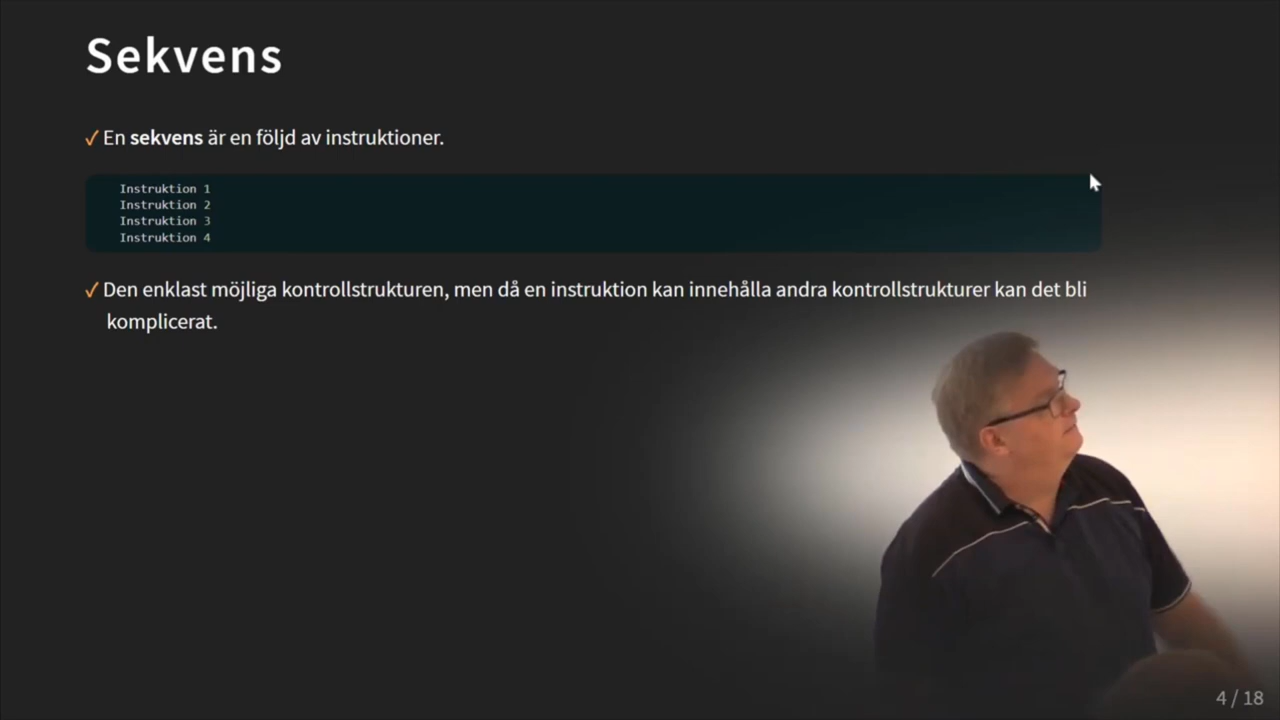 Sekvens
✓ En sekvens är en följd av instruktioner.
Instruktion 1
Instruktion 2
Instruktion 3
Instruktion 4
✓ Den enklast möjliga kontrollstrukturen, men då en instruktion kan innehålla andra kontrollstrukturer kan det bli
komplicerat.
4 / 18